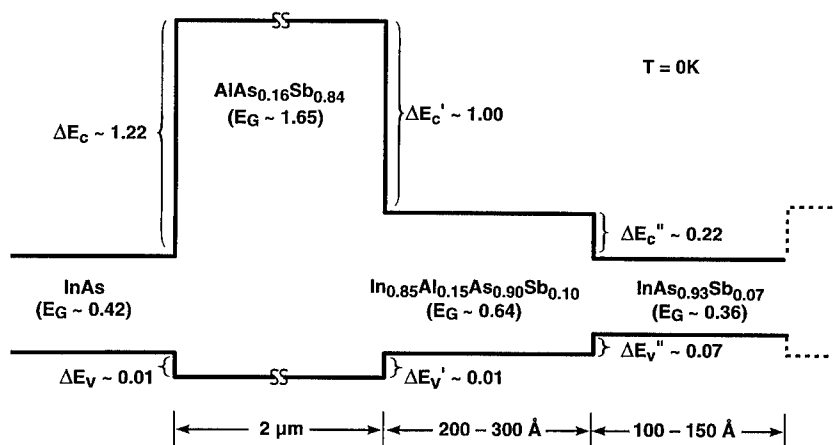 AlAs0.16Sb0.84
(EG ~ 1.65)
T = 0K
ΔEc ~ 1.22
ΔEc' ~ 1.00
ΔEc" ~ 0.22
InAs
(EG ~ 0.42)
In0.85Al0.15As0.90Sb0.10
(EG ~ 0.64)
InAs0.93Sb0.07
(EG ~ 0.36)
ΔEv ~ 0.01
ΔEv' ~ 0.01
ΔEv" ~ 0.07
2 μm
200 – 300 Å
100 – 150 Å